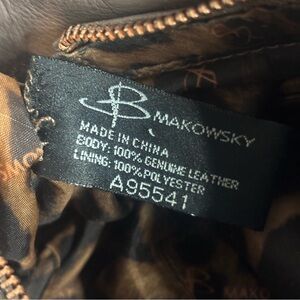 B. MAKOWSKY
MADE IN CHINA
BODY: 100% GENUINE LEATHER
LINING: 100% POLYESTER
A95541